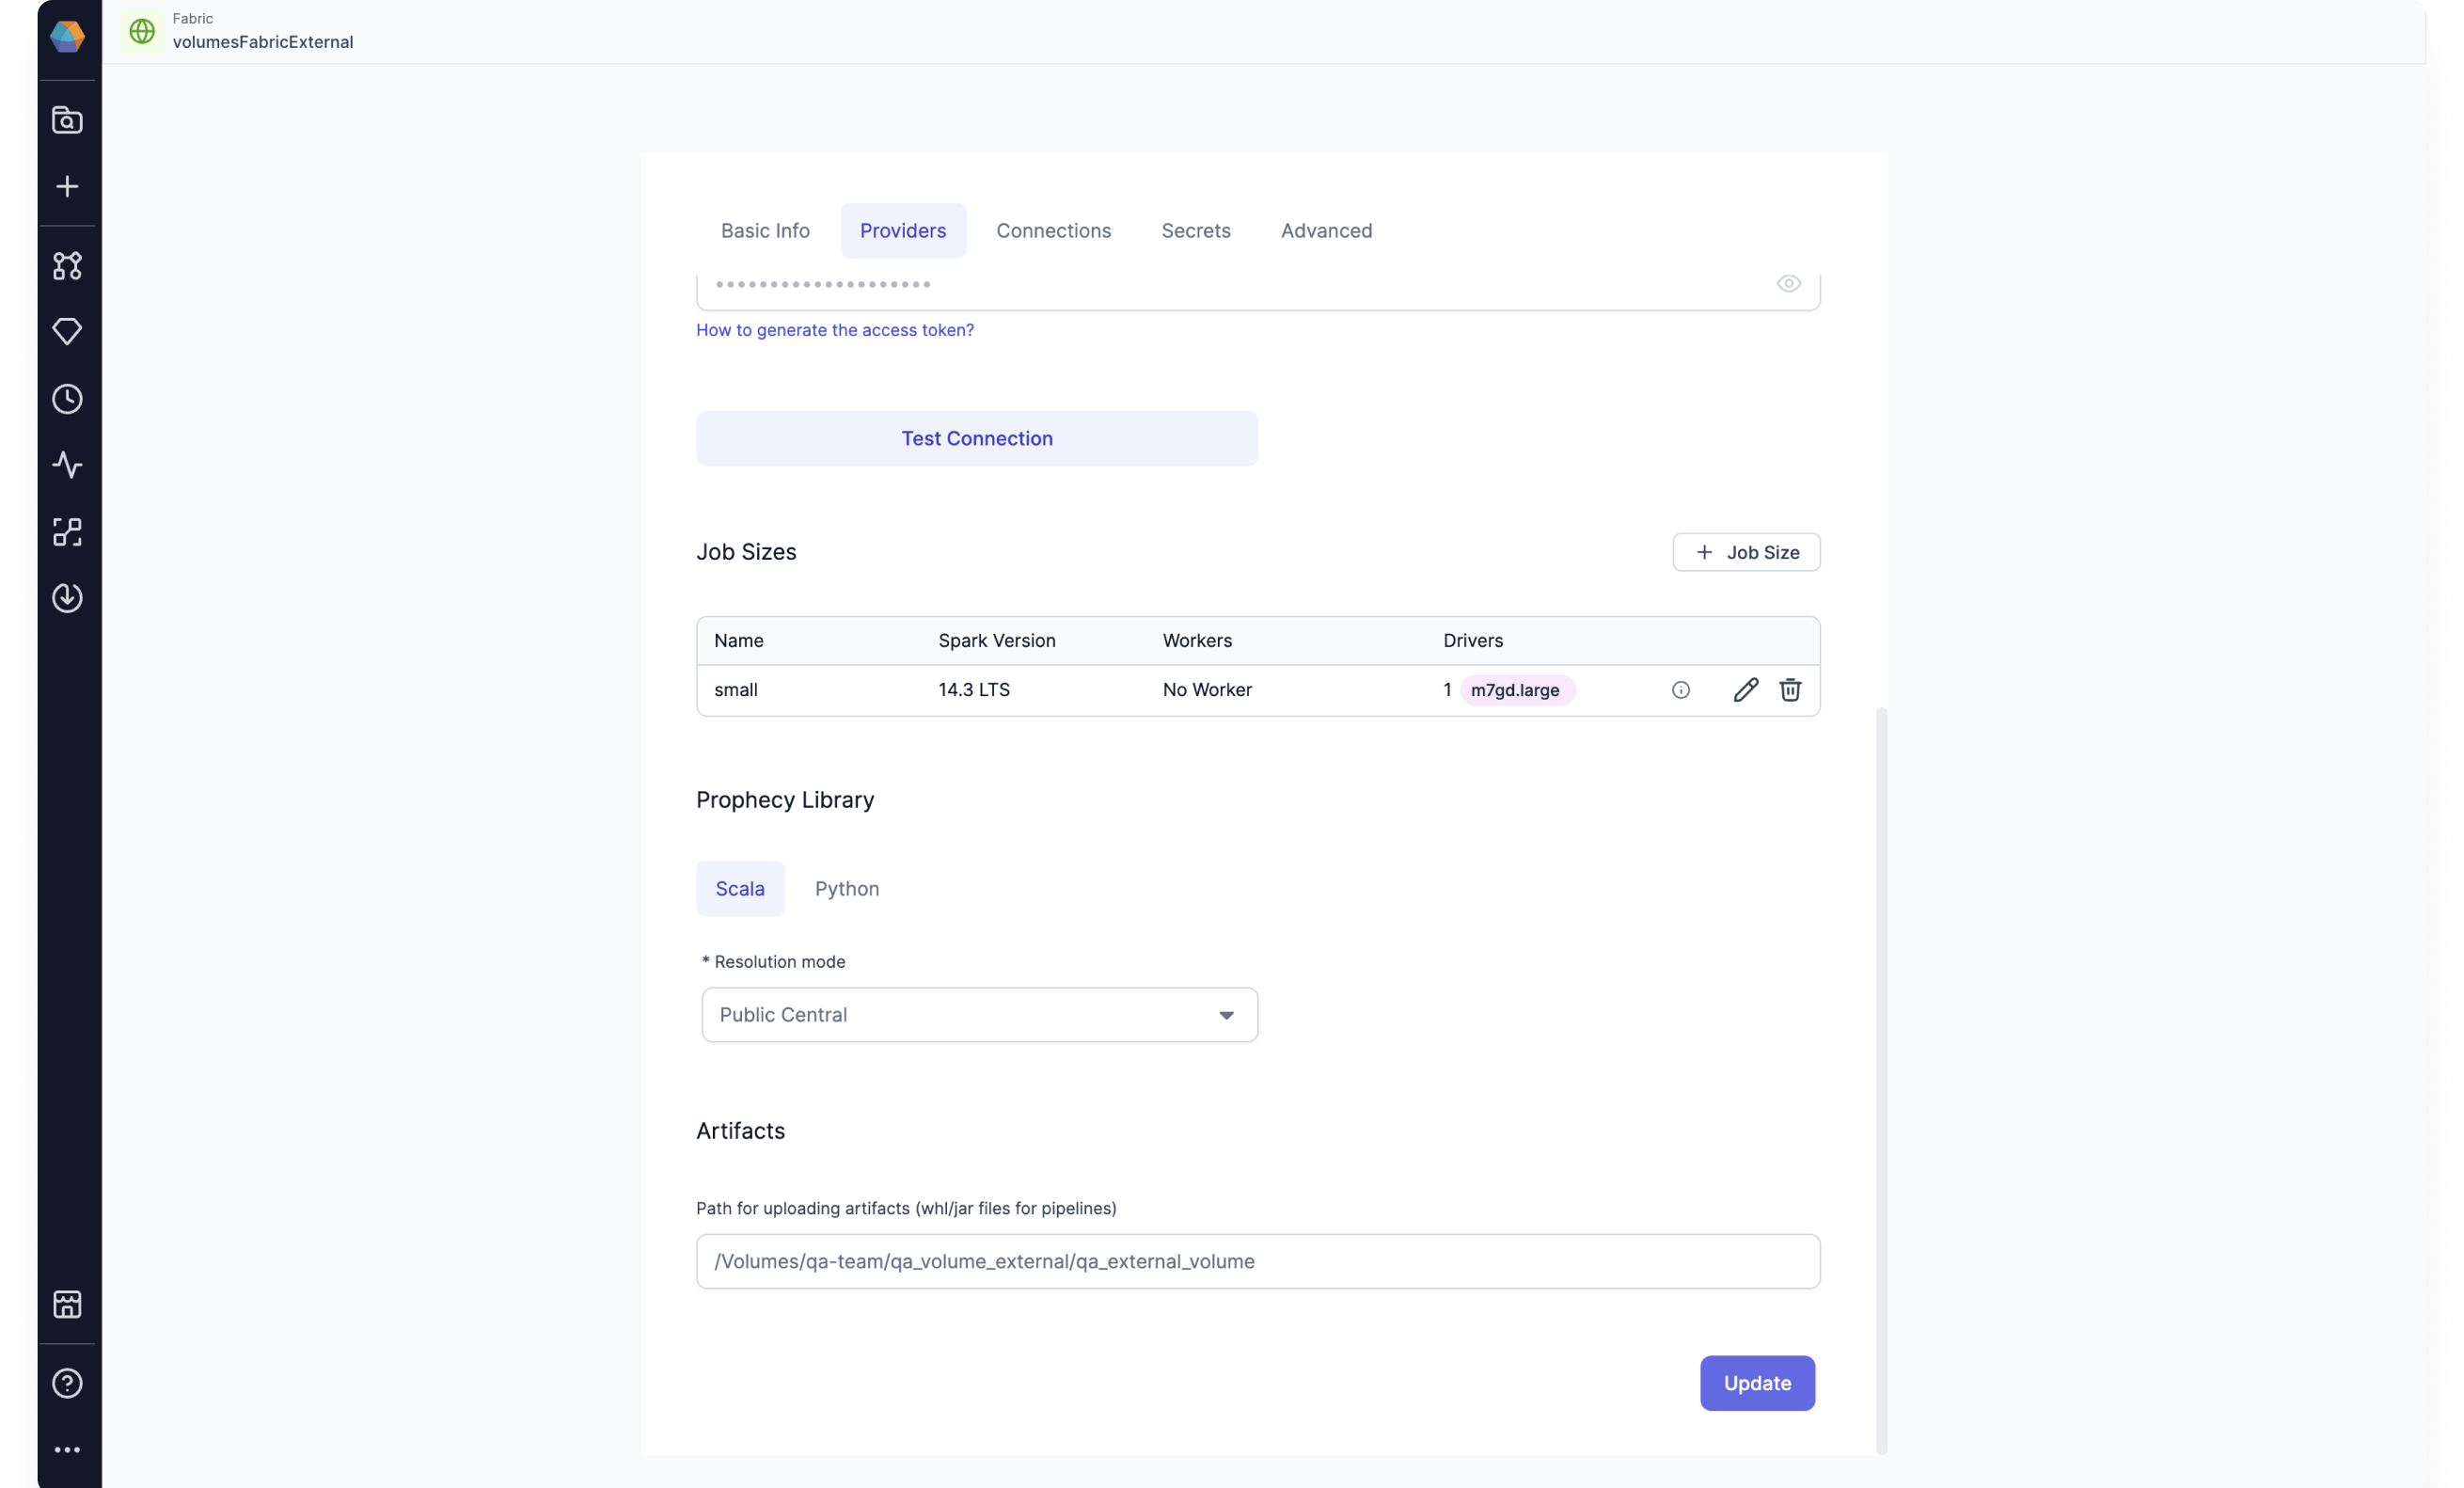 Fabric
volumesFabricExternal
Basic Info Providers Connections Secrets Advanced
How to generate the access token?
Test Connection
Job Sizes
Job Size
Name Spark Version Workers Drivers
small 14.3 LTS No Worker 1 m7gd.large
Prophecy Library
Scala Python
* Resolution mode
Public Central
Artifacts
Path for uploading artifacts (whl/jar files for pipelines)
/Volumes/qa-team/qa_volume_external/qa_external_volume
Update